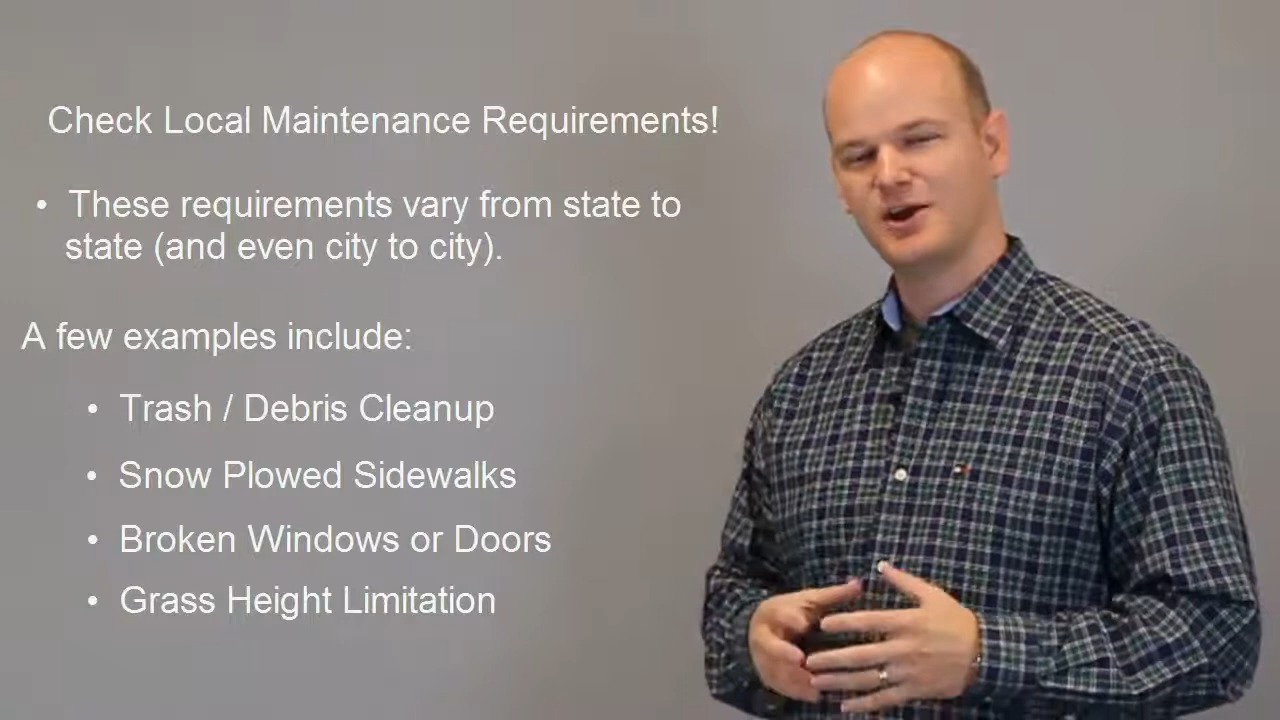 Check Local Maintenance Requirements!
• These requirements vary from state to
state (and even city to city).
A few examples include:
• Trash / Debris Cleanup
• Snow Plowed Sidewalks
• Broken Windows or Doors
• Grass Height Limitation